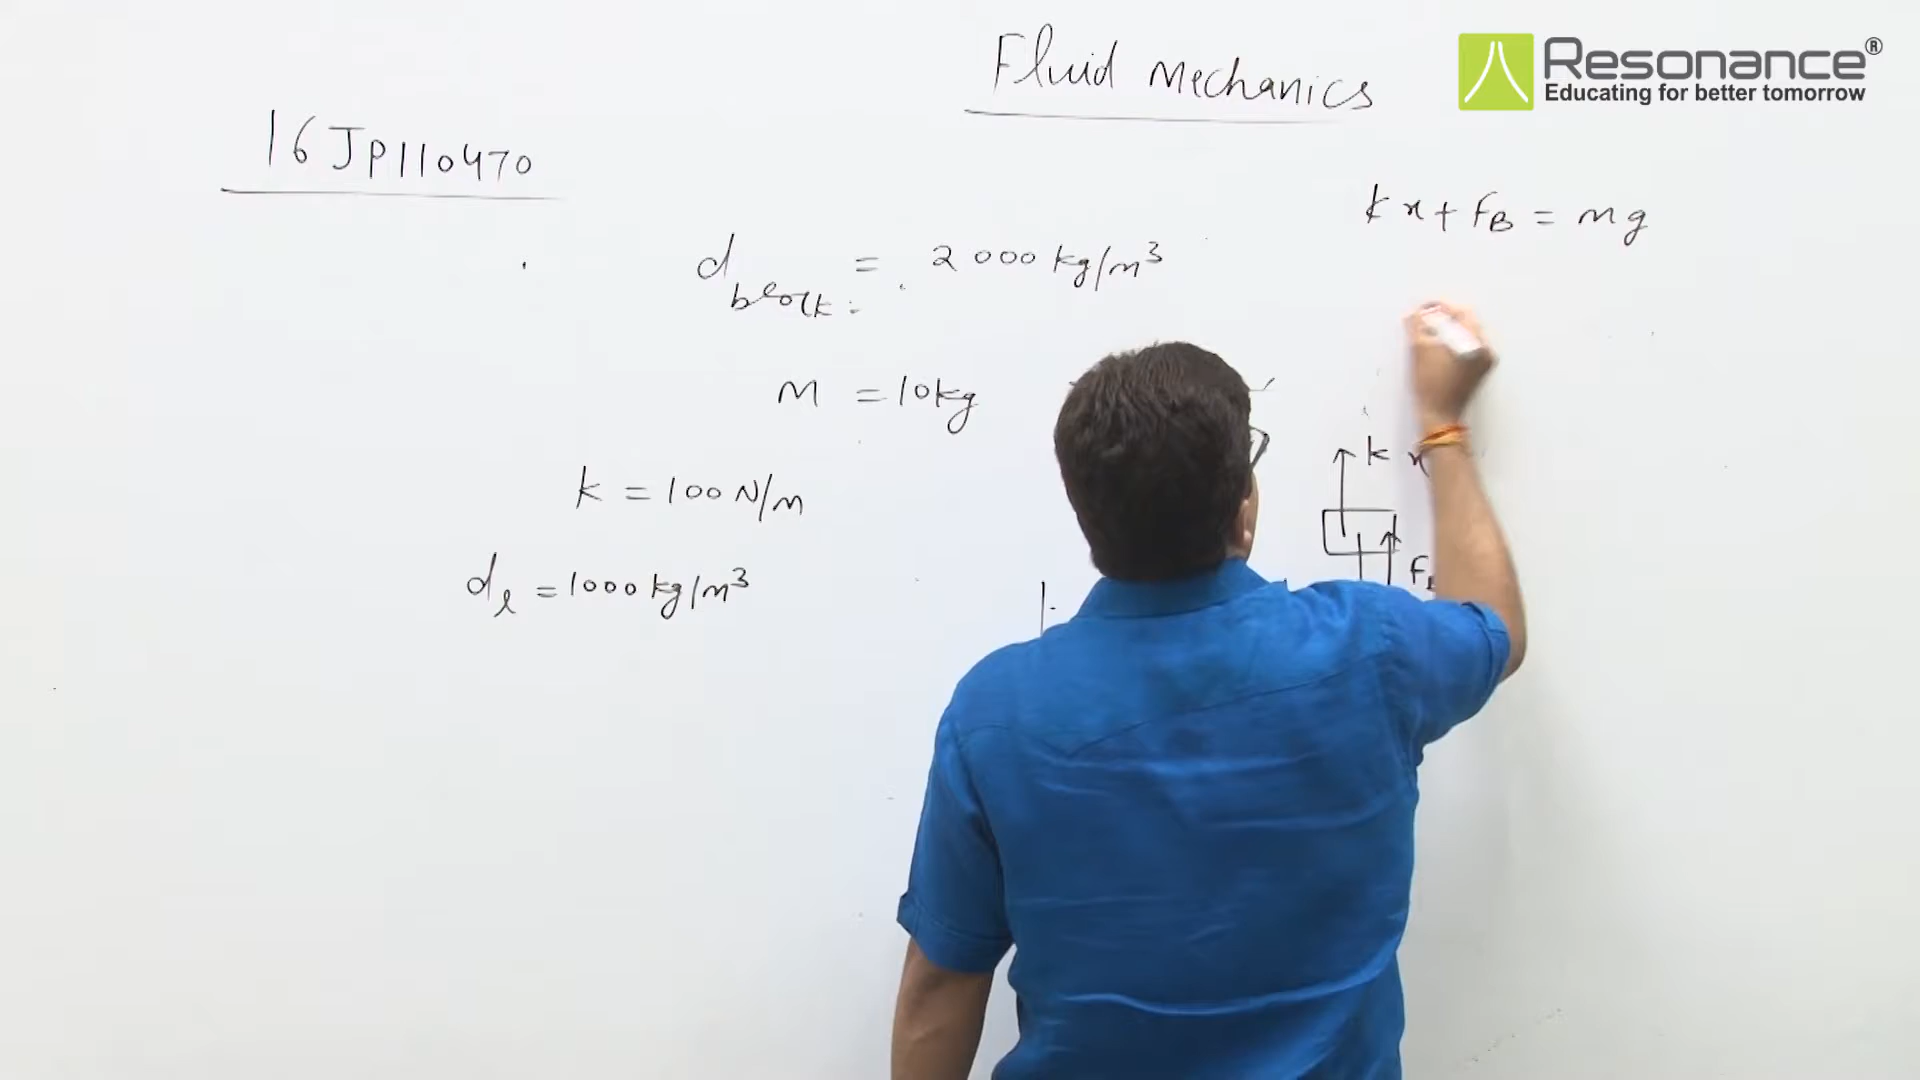 Fluid Mechanics
Resonance®
Educating for better tomorrow
16JP110470
kx + FB = mg
d block = 2000 kg/m³
M = 10kg
k x
k = 100 N/m
dℓ = 1000 kg/m³